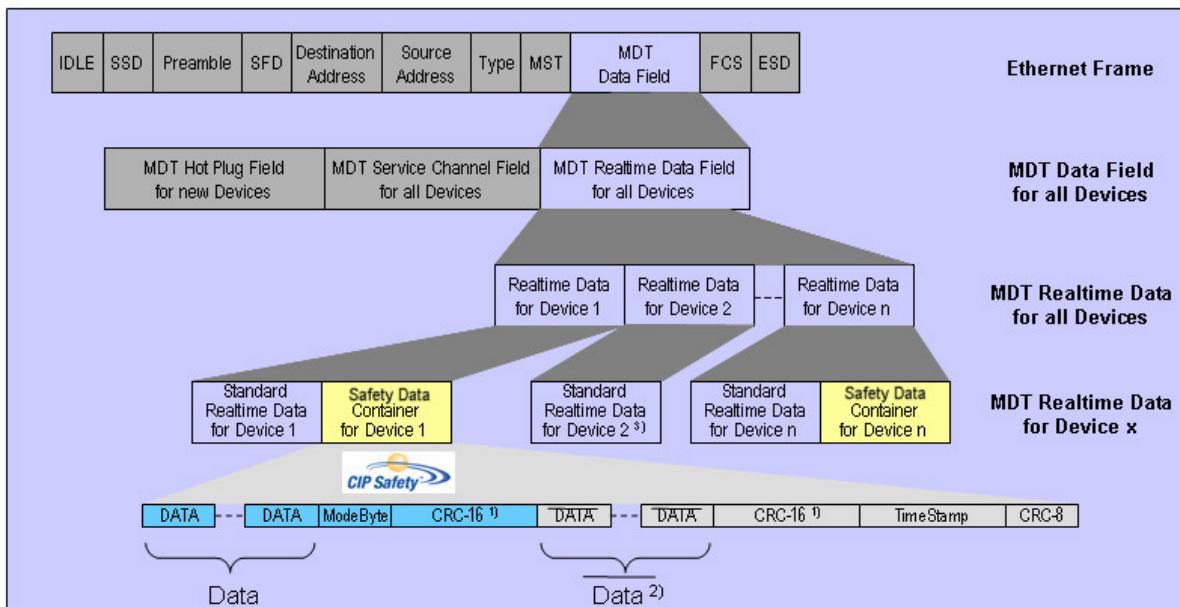 IDLE SSD Preamble SFD Destination Address Source Address Type MST MDT Data Field FCS ESD Ethernet Frame
MDT Hot Plug Field for new Devices
MDT Service Channel Field for all Devices
MDT Realtime Data Field for all Devices
MDT Data Field for all Devices
Realtime Data for Device 1
Realtime Data for Device 2
Realtime Data for Device n
MDT Realtime Data for all Devices
Standard Realtime Data for Device 1
Safety Data Container for Device 1
Standard Realtime Data for Device 2 ³⁾
Standard Realtime Data for Device n
Safety Data Container for Device n
MDT Realtime Data for Device x
CIP Safety
DATA DATA ModeByte CRC-16 ¹⁾ D̅A̅T̅A̅ D̅A̅T̅A̅ CRC-16 ¹⁾ TimeStamp CRC-8
Data D̅a̅t̅a̅ ²⁾